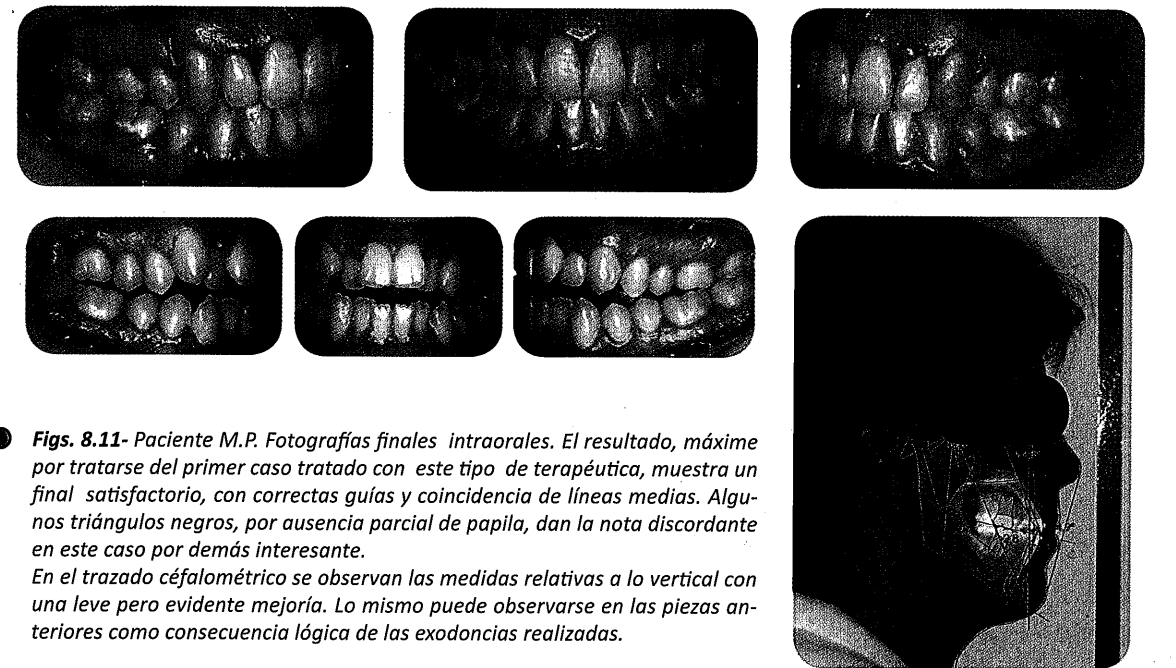 Figs. 8.11- Paciente M.P. Fotografías finales intraorales. El resultado, máxime
por tratarse del primer caso tratado con este tipo de terapéutica, muestra un
final satisfactorio, con correctas guías y coincidencia de líneas medias. Algu-
nos triángulos negros, por ausencia parcial de papila, dan la nota discordante
en este caso por demás interesante.
En el trazado céfalométrico se observan las medidas relativas a lo vertical con
una leve pero evidente mejoría. Lo mismo puede observarse en las piezas an-
teriores como consecuencia lógica de las exodoncias realizadas.